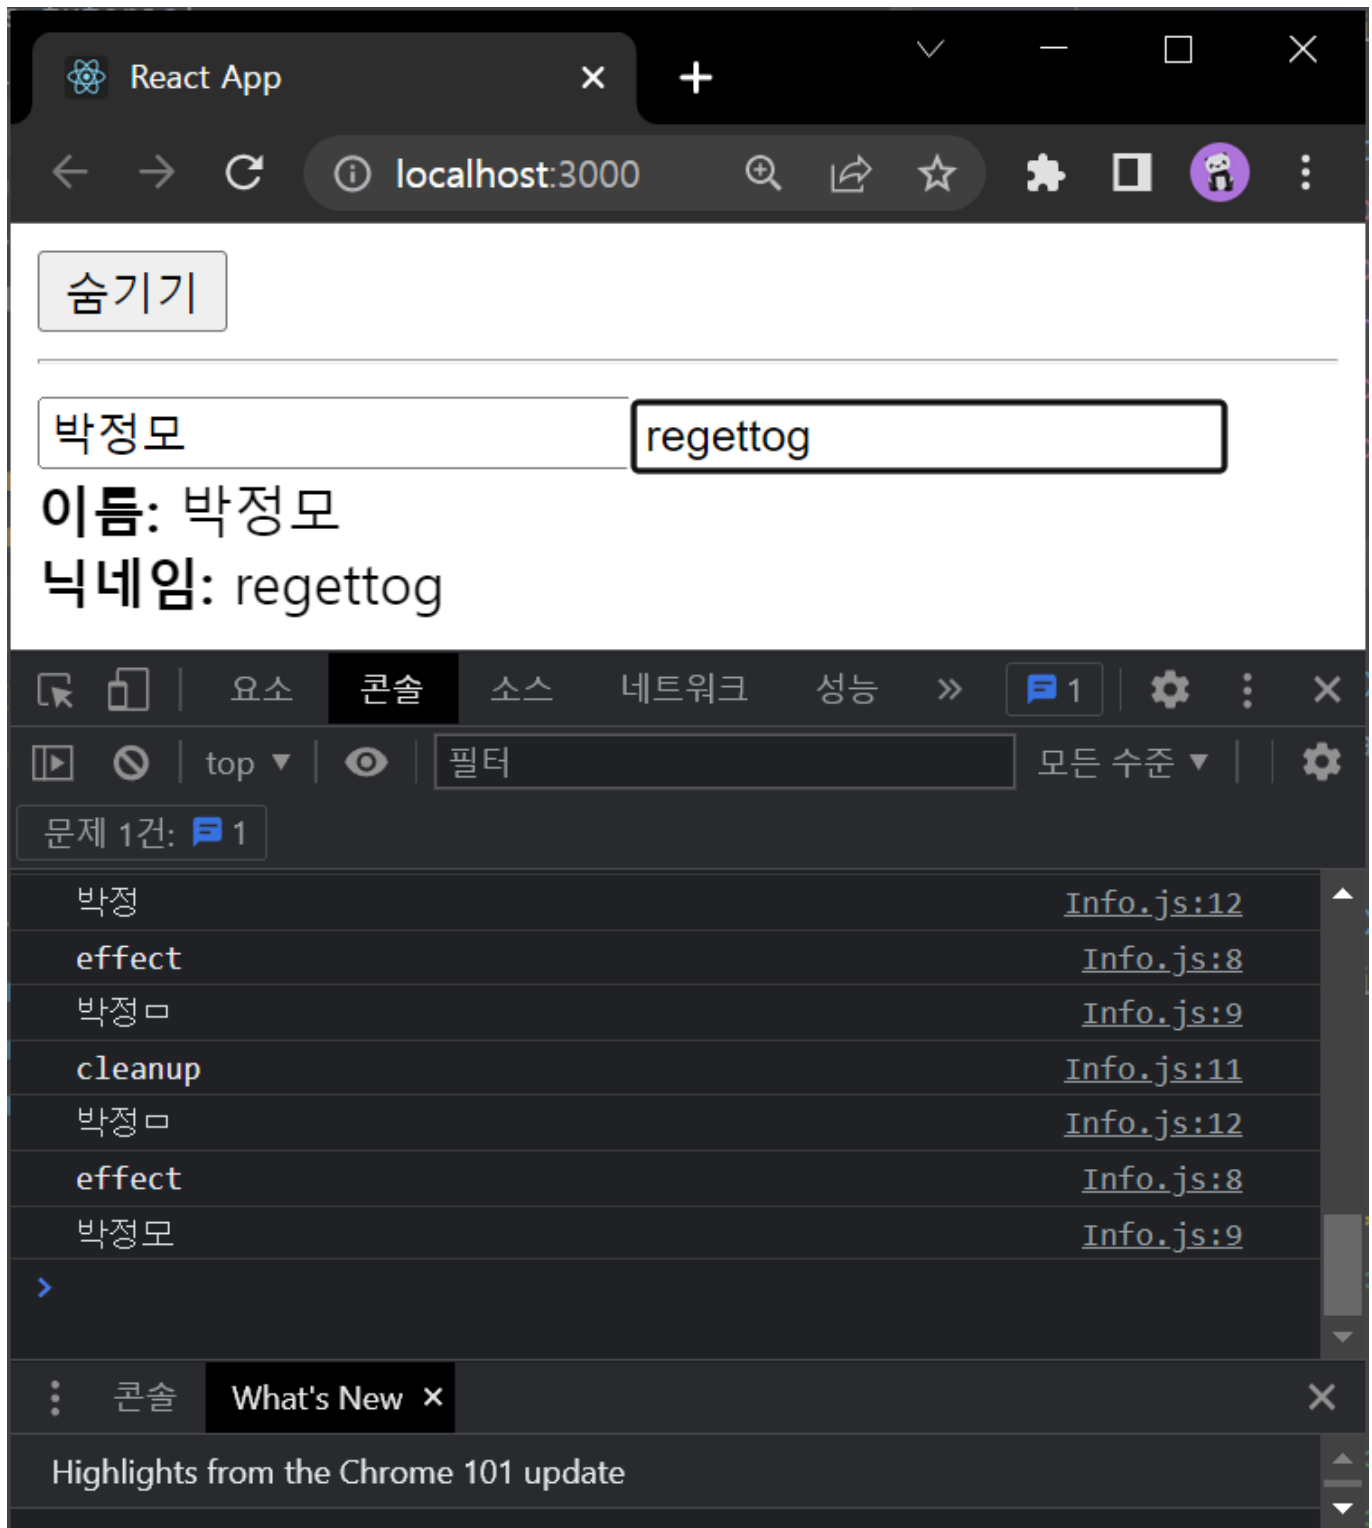 React App
localhost:3000
숨기기
박정모 regettog
이름: 박정모
닉네임: regettog
요소 콘솔 소스 네트워크 성능 » 1
top 필터 모든 수준
문제 1건: 1
박정 Info.js:12
effect Info.js:8
박정ㅁ Info.js:9
cleanup Info.js:11
박정ㅁ Info.js:12
effect Info.js:8
박정모 Info.js:9
>
콘솔 What's New
Highlights from the Chrome 101 update